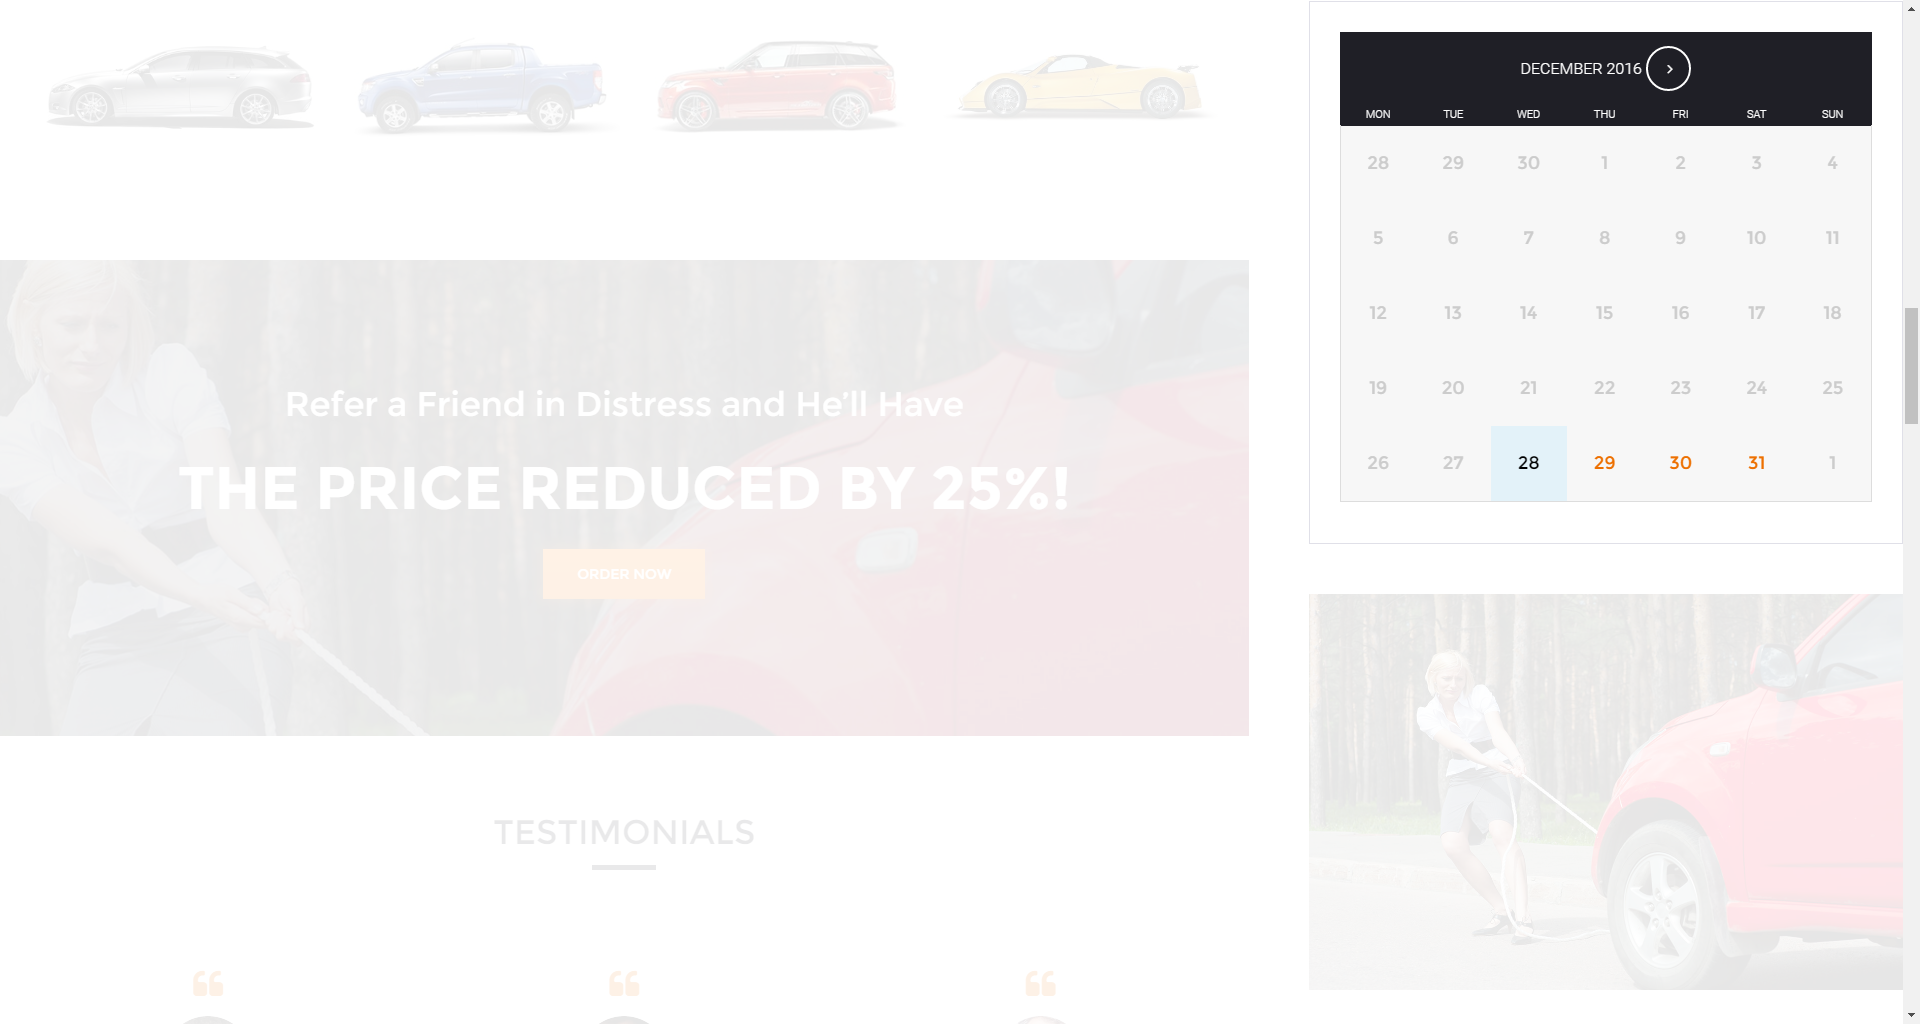 Refer a Friend in Distress and He’ll Have
THE PRICE REDUCED BY 25%!
ORDER NOW
TESTIMONIALS
DECEMBER 2016
MON TUE WED THU FRI SAT SUN
28 29 30 1 2 3 4
5 6 7 8 9 10 11
12 13 14 15 16 17 18
19 20 21 22 23 24 25
26 27 28 29 30 31 1